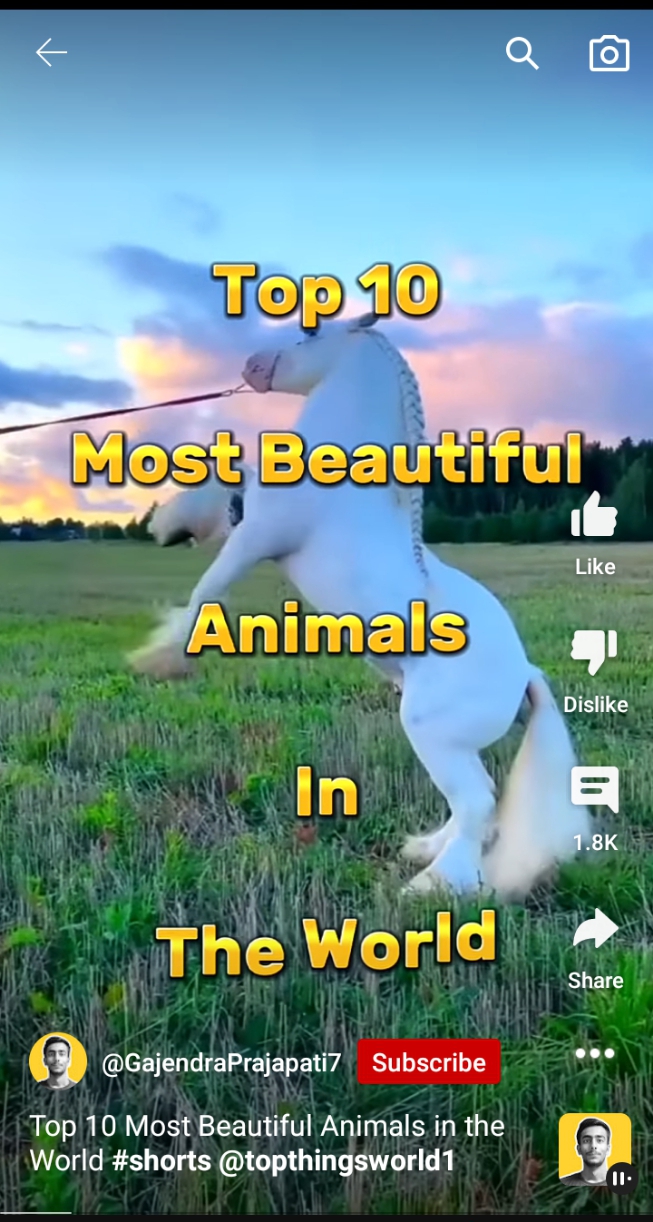 Top 10
Most Beautiful
Animals
In
The World
Like
Dislike
1.8K
Share
@GajendraPrajapati7 Subscribe
Top 10 Most Beautiful Animals in the
World #shorts @topthingsworld1